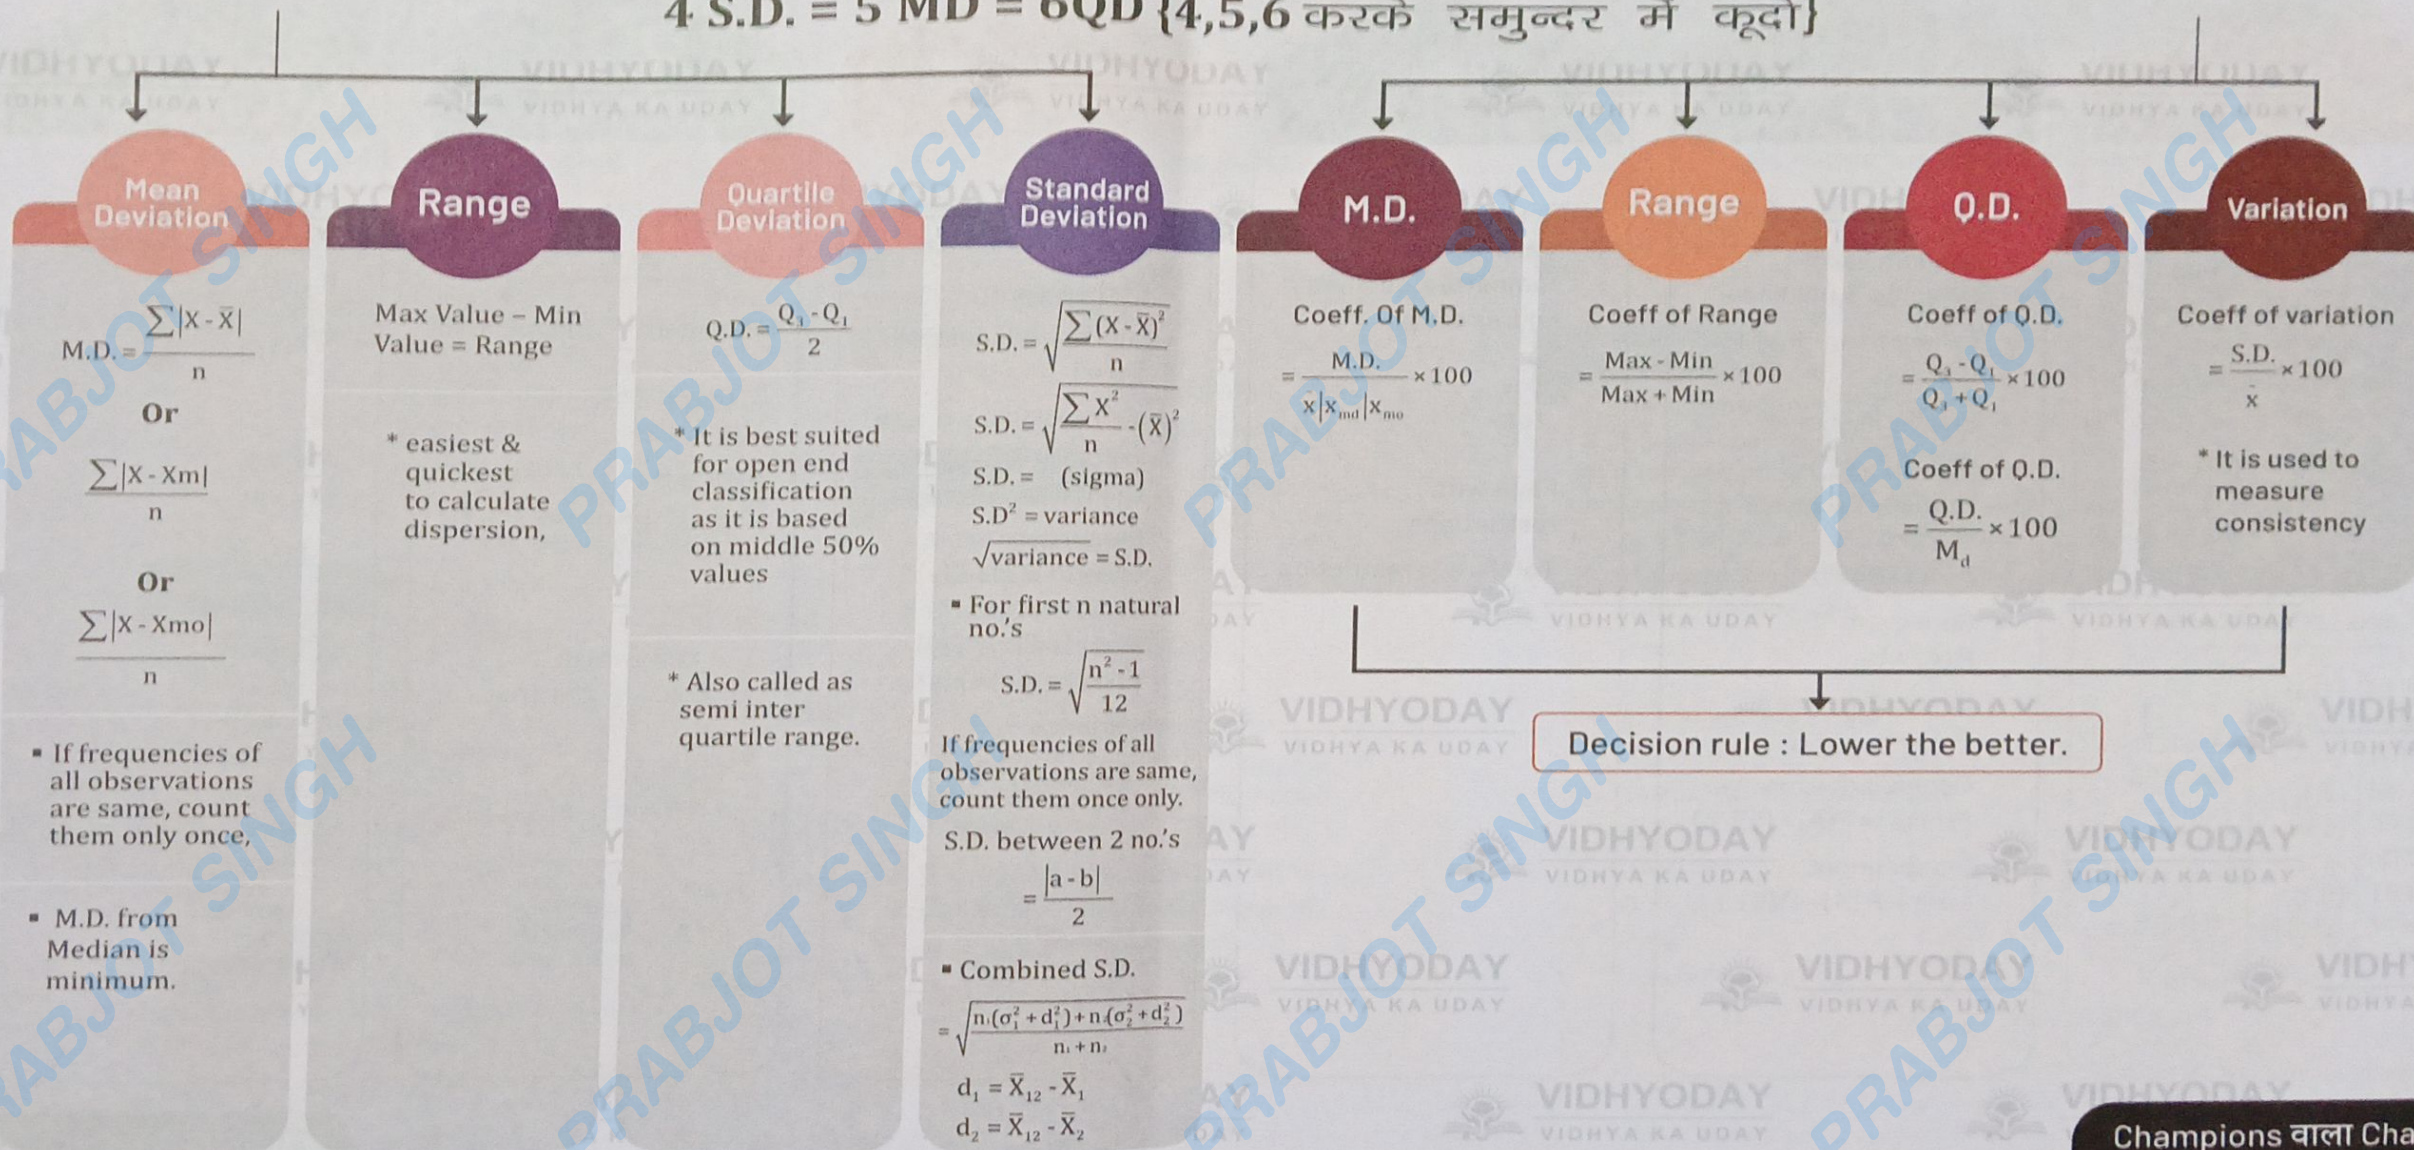 4 S.D. = 5 MD = 6QD {4,5,6 करके समुन्दर में कूदो}
Mean
Deviation
M.D. = ∑|X - X̄|
n
Or
∑|X - Xm|
n
Or
∑|X - Xmo|
n
▪ If frequencies of
all observations
are same, count
them only once,
▪ M.D. from
Median is
minimum.
Range
Max Value – Min
Value = Range
* easiest &
quickest
to calculate
dispersion,
Quartile
Deviation
Q.D. = Q₃ - Q₁
2
* It is best suited
for open end
classification
as it is based
on middle 50%
values
* Also called as
semi inter
quartile range.
Standard
Deviation
S.D. = √∑(X - X̄)²
n
S.D. = √∑X² - (X̄)²
n
S.D. = (sigma)
S.D² = variance
√variance = S.D.
▪ For first n natural
no.'s
S.D. = √n² - 1
12
If frequencies of all
observations are same,
count them once only.
S.D. between 2 no.'s
= |a - b|
2
▪ Combined S.D.
= √n₁(σ₁² + d₁²) + n₂(σ₂² + d₂²)
n₁ + n₂
d₁ = X̄₁₂ - X̄₁
d₂ = X̄₁₂ - X̄₂
M.D.
Coeff. Of M.D.
= M.D. × 100
x|xmd|xmo
Range
Coeff of Range
= Max - Min × 100
Max + Min
Q.D.
Coeff of Q.D.
= Q₃ - Q₁ × 100
Q₃ + Q₁
Coeff of Q.D.
= Q.D. × 100
Md
Variation
Coeff of variation
= S.D. × 100
x̄
* It is used to
measure
consistency
Decision rule : Lower the better.
VIDHYODAY
VIDHYA KA UDAY
PRABJOT SINGH
Champions वाला Cha